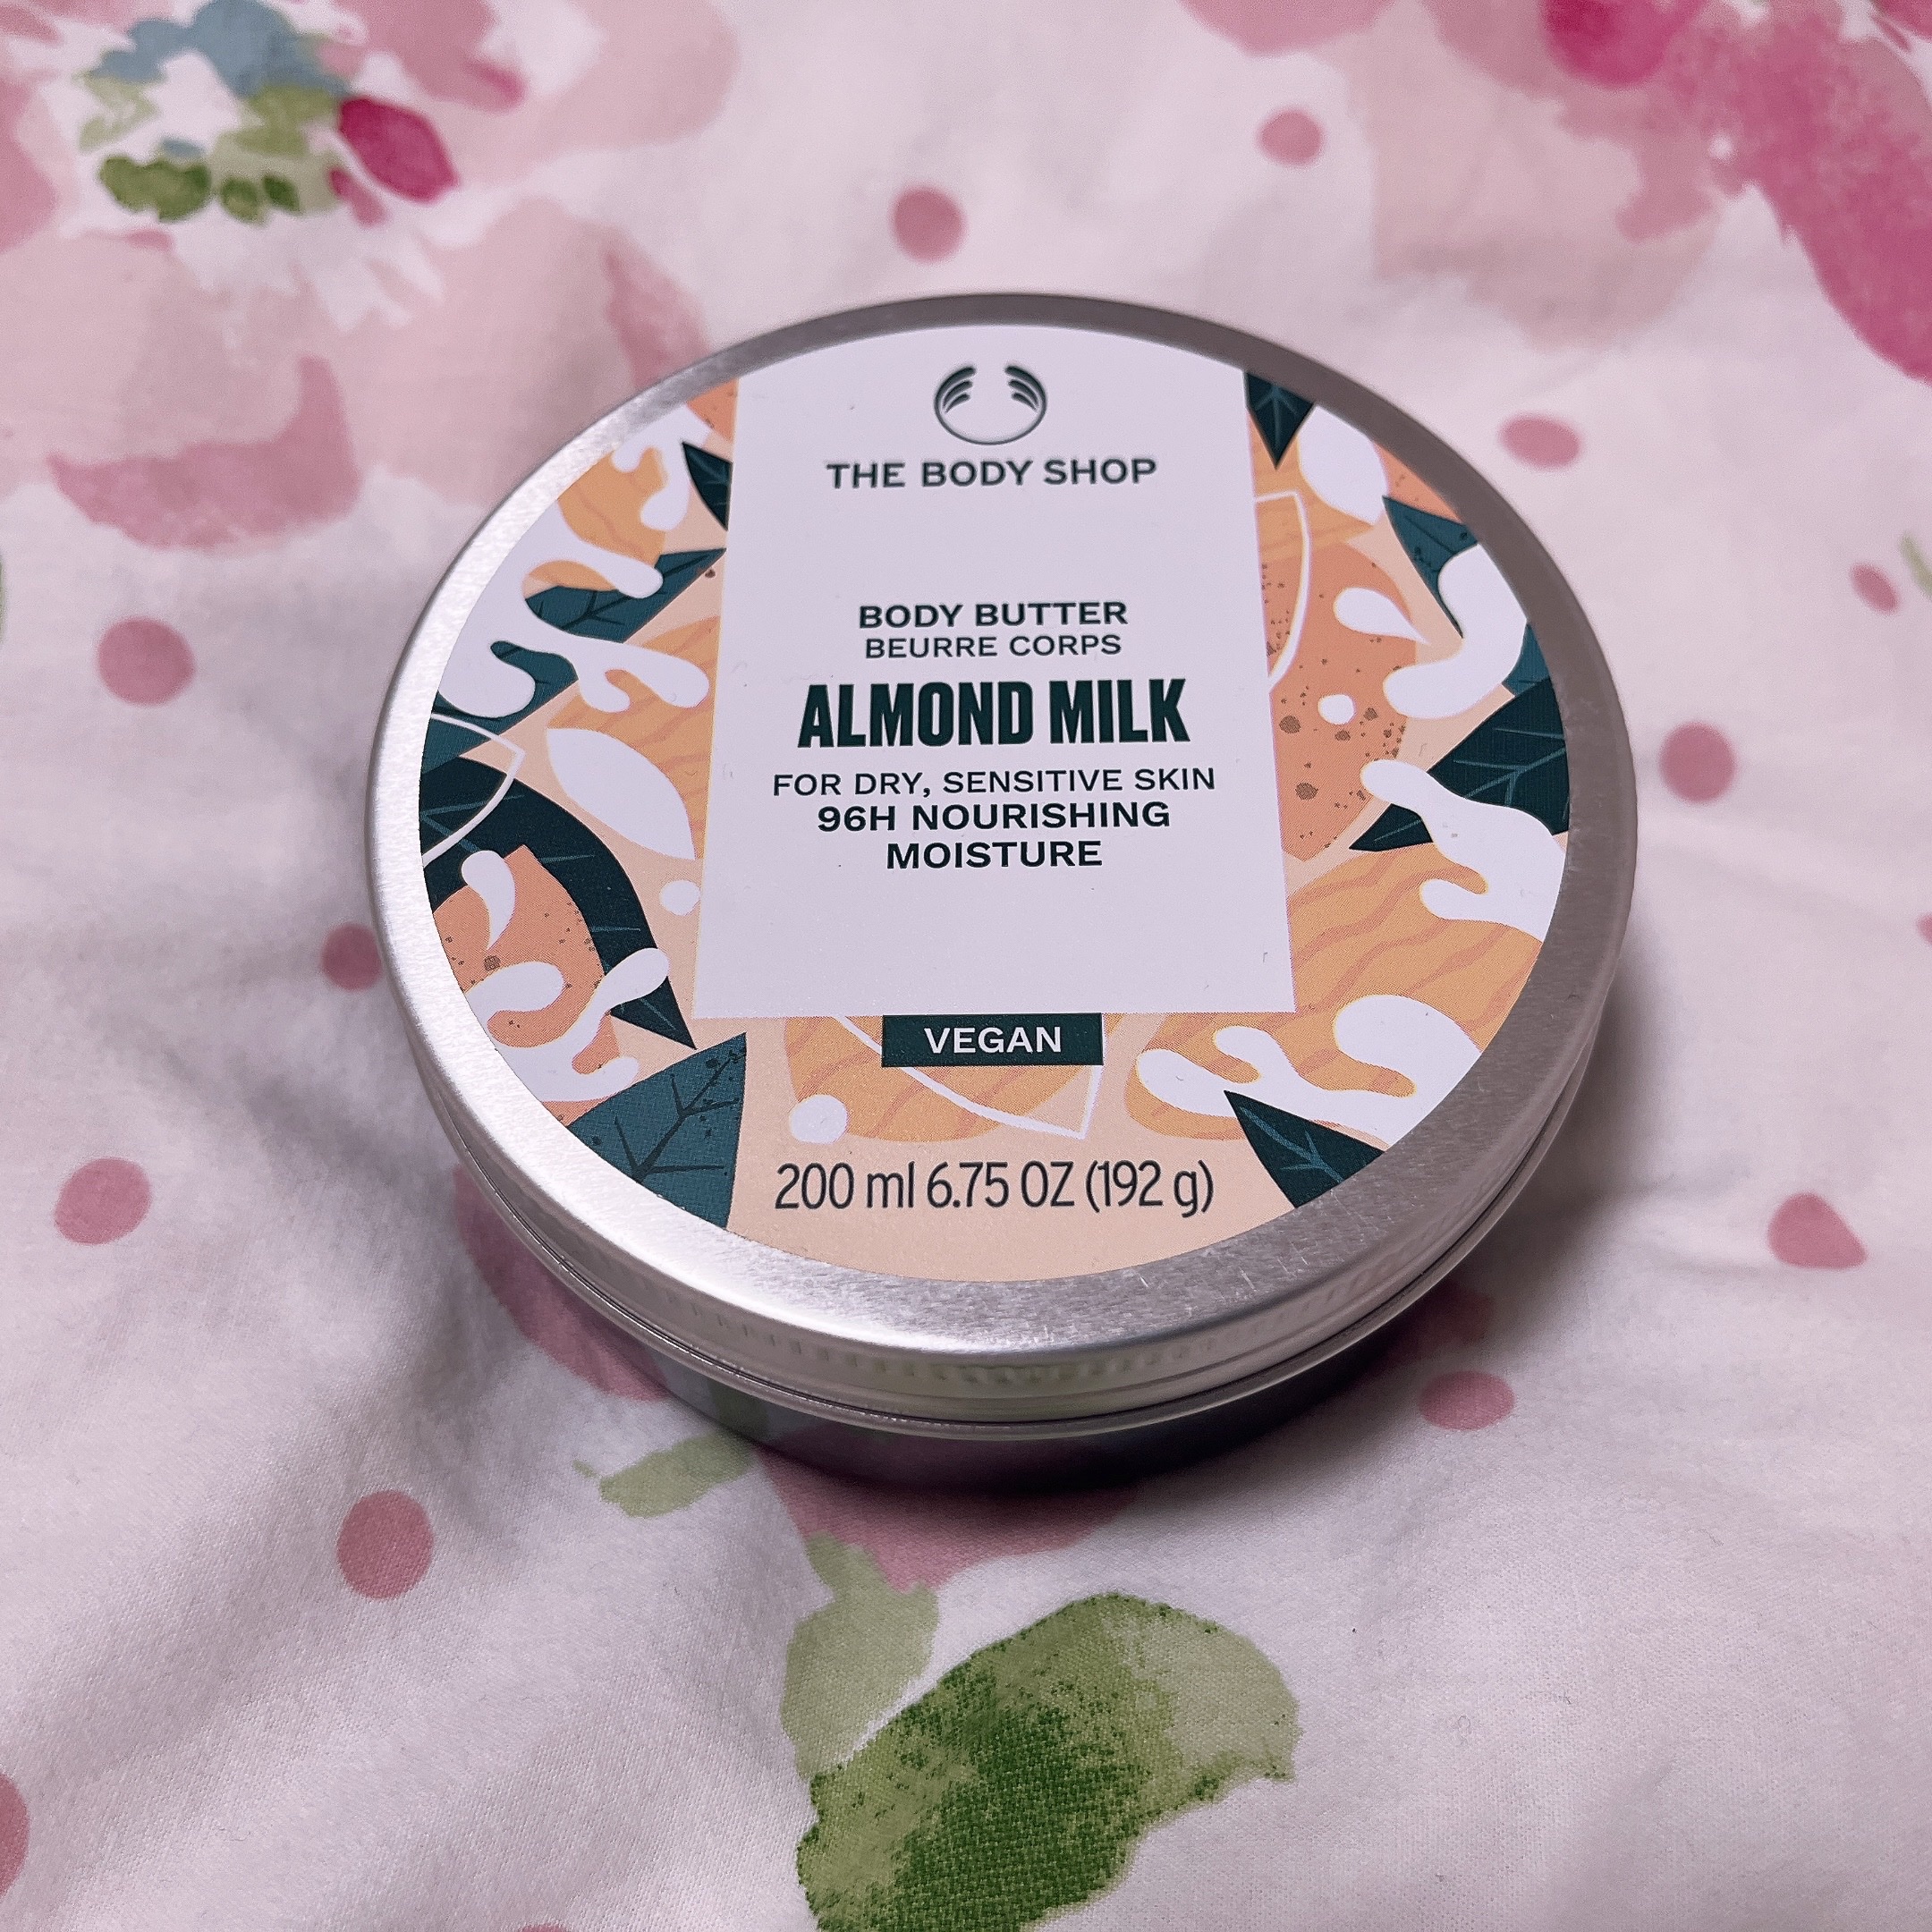 THE BODY SHOP
BODY BUTTER
BEURRE CORPS
ALMOND MILK
FOR DRY, SENSITIVE SKIN
96H NOURISHING
MOISTURE
VEGAN
200 ml 6.75 OZ (192 g)